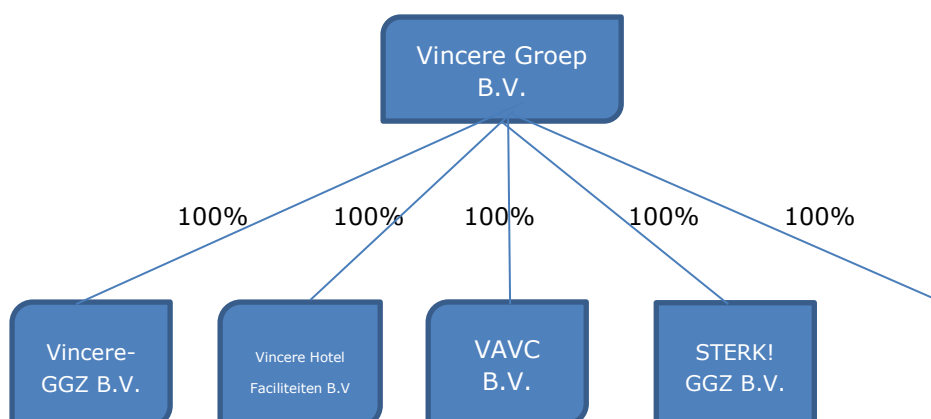 Vincere Groep
B.V.
100% 100% 100% 100% 100%
Vincere-
GGZ B.V.
Vincere Hotel
Faciliteiten B.V
VAVC
B.V.
STERK!
GGZ B.V.